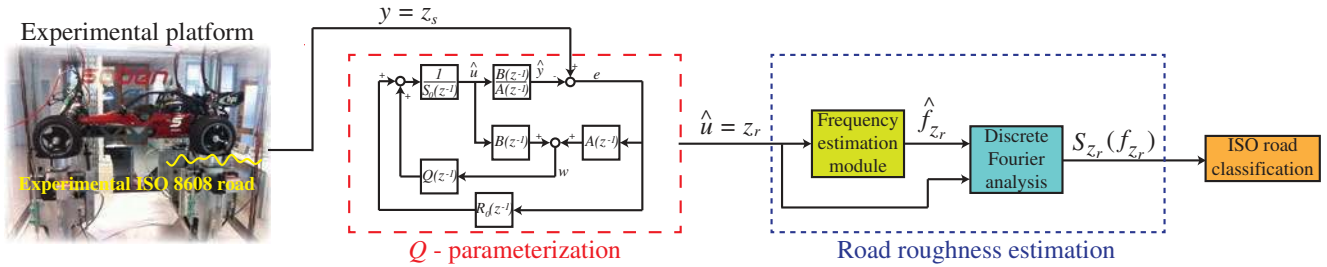 Experimental platform
Experimental ISO 8608 road
y = z_s
+
+
1
S_0(z^{-1})
û
B(z^{-1})
A(z^{-1})
ŷ
-
+
e
B(z^{-1})
+
+
A(z^{-1})
w
Q(z^{-1})
R_0(z^{-1})
Q - parameterization
û = z_r
Frequency
estimation
module
f̂_{z_r}
Discrete
Fourier
analysis
S_{z_r}(f_{z_r})
Road roughness estimation
ISO road
classification